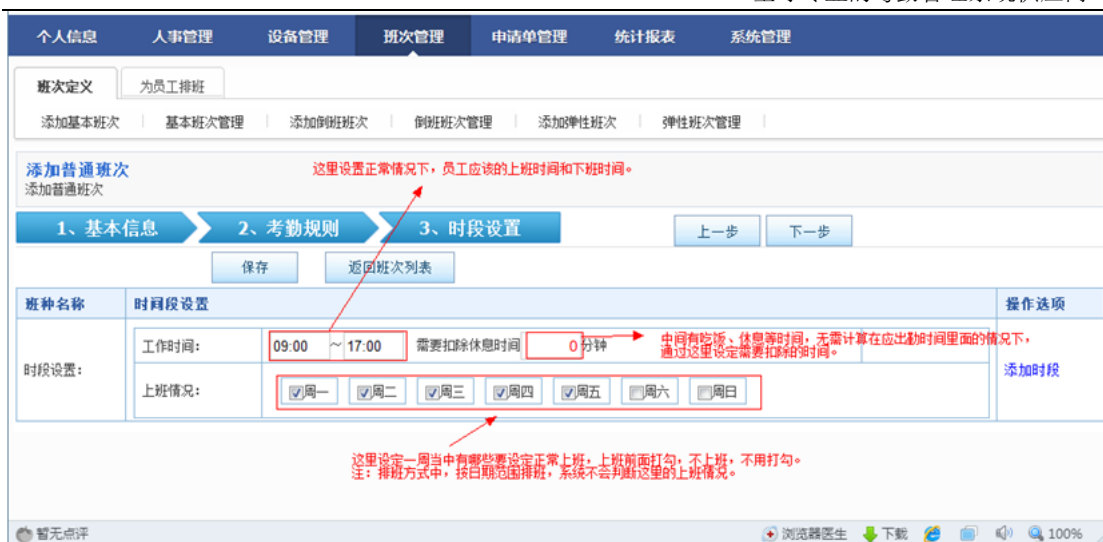 个人信息 人事管理 设备管理 班次管理 申请单管理 统计报表 系统管理
班次定义 为员工排班
添加基本班次 基本班次管理 添加倒班班次 倒班班次管理 添加弹性班次 弹性班次管理
添加普通班次
添加普通班次
这里设置正常情况下，员工应该的上班时间和下班时间。
1、基本信息 2、考勤规则 3、时段设置 上一步 下一步
保存 返回班次列表
班种名称 时间段设置 操作选项
时段设置：
工作时间： 09:00 ~ 17:00 需要扣除休息时间 0 分钟
中间有吃饭、休息等时间，无需计算在应出勤时间里面的情况下，
通过这里设定需要扣除的时间。
上班情况： 周一 周二 周三 周四 周五 周六 周日
添加时段
这里设定一周当中有哪些要设定正常上班，上班前面打勾，不上班，不用打勾。
注：排班方式中，按日期范围排班，系统不会判断这里的上班情况。
暂无点评 浏览器医生 下载 100%